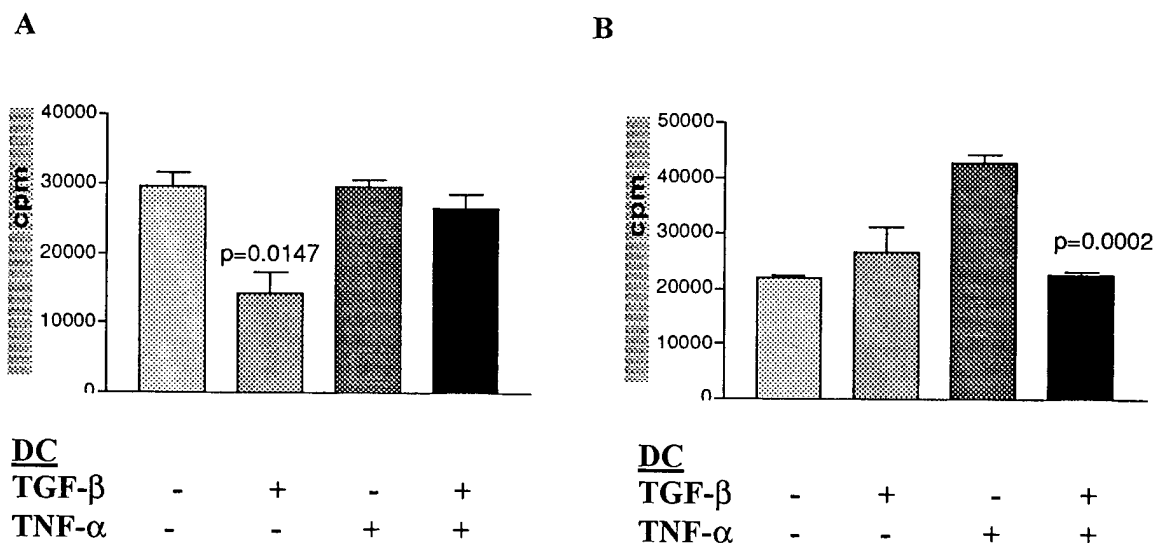 A
40000
30000
20000
10000
0
cpm
p=0.0147
DC
TGF-β - + - +
TNF-α - - + +
B
50000
40000
30000
20000
10000
0
cpm
p=0.0002
DC
TGF-β - + - +
TNF-α - - + +